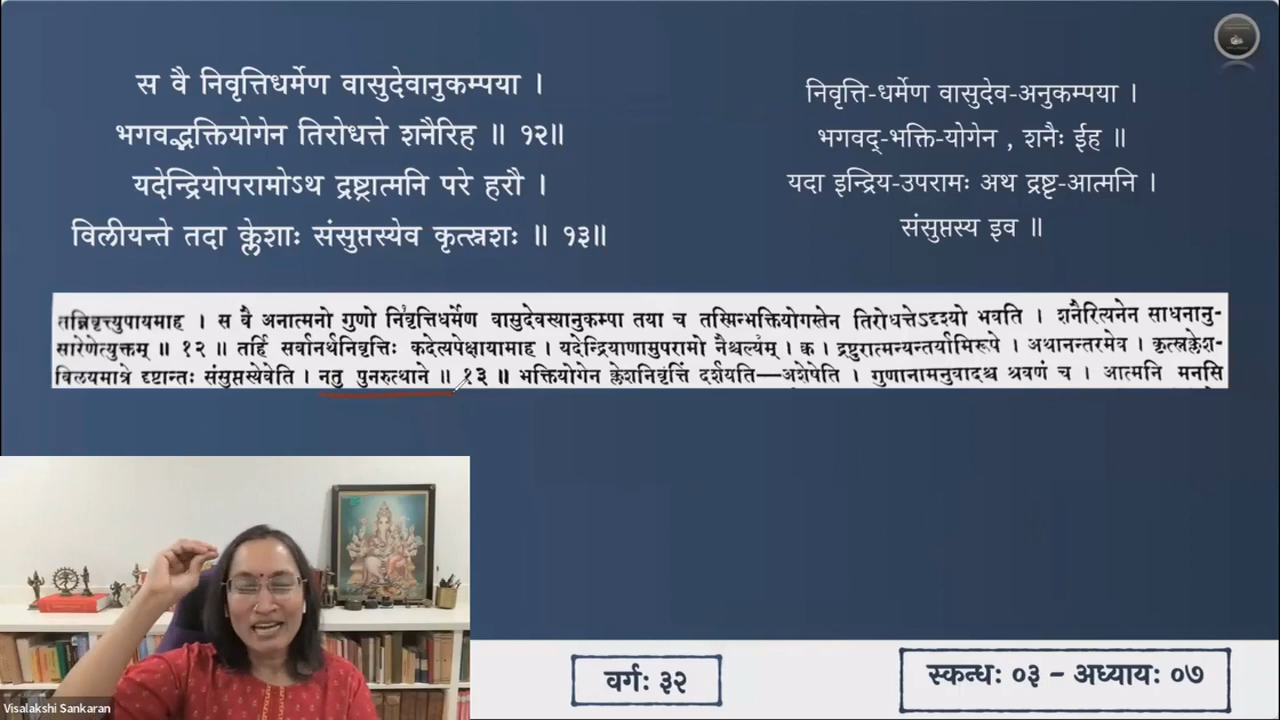 स वै निवृत्तिधर्मेण वासुदेवानुकम्पया ।
भगवद्भक्तियोगेन तिरोधत्ते शनैरिह ॥ १२॥
यदेन्द्रियोपरामोऽथ द्रष्ट्रात्मनि परे हरौ ।
विलीयन्ते तदा क्लेशाः संसुप्तस्येव कृत्स्नशः ॥ १३॥
निवृत्ति-धर्मेण वासुदेव-अनुकम्पया ।
भगवद्-भक्ति-योगेन , शनैः ईह ॥
यदा इन्द्रिय-उपरामः अथ द्रष्टृ-आत्मनि ।
संसुप्तस्य इव ॥
तन्निवृत्त्युपायमाह । स वै अनात्मनो गुणो निवृत्तिधर्मेण वासुदेवस्यानुकम्पा तया च तस्मिन्भक्तियोगस्तेन तिरोधत्तेऽदृश्यो भवति । शनैरित्यनेन साधनानु-
सारेणेत्युक्तम् ॥ १२ ॥ तर्हि सर्वानर्थनिवृत्तिः कदेत्यपेक्षायामाह । यदेन्द्रियाणामुपरामो नैश्चल्यम् । क्व । द्रष्टुरात्मन्यन्तर्यामिरूपे । अथानन्तरमेव । कृत्स्नक्लेश-
विलयमात्रे दृष्टान्तः संसुप्तस्येवेति । नतु पुनरुत्थाने ॥ १३ ॥ भक्तियोगेन क्लेशनिवृत्तिं दर्शयति—अशेषेति । गुणानामनुवादश्च श्रवणं च । आत्मनि मनसि
Visalakshi Sankaran
वर्गः ३२
स्कन्धः ०३ – अध्यायः ०७